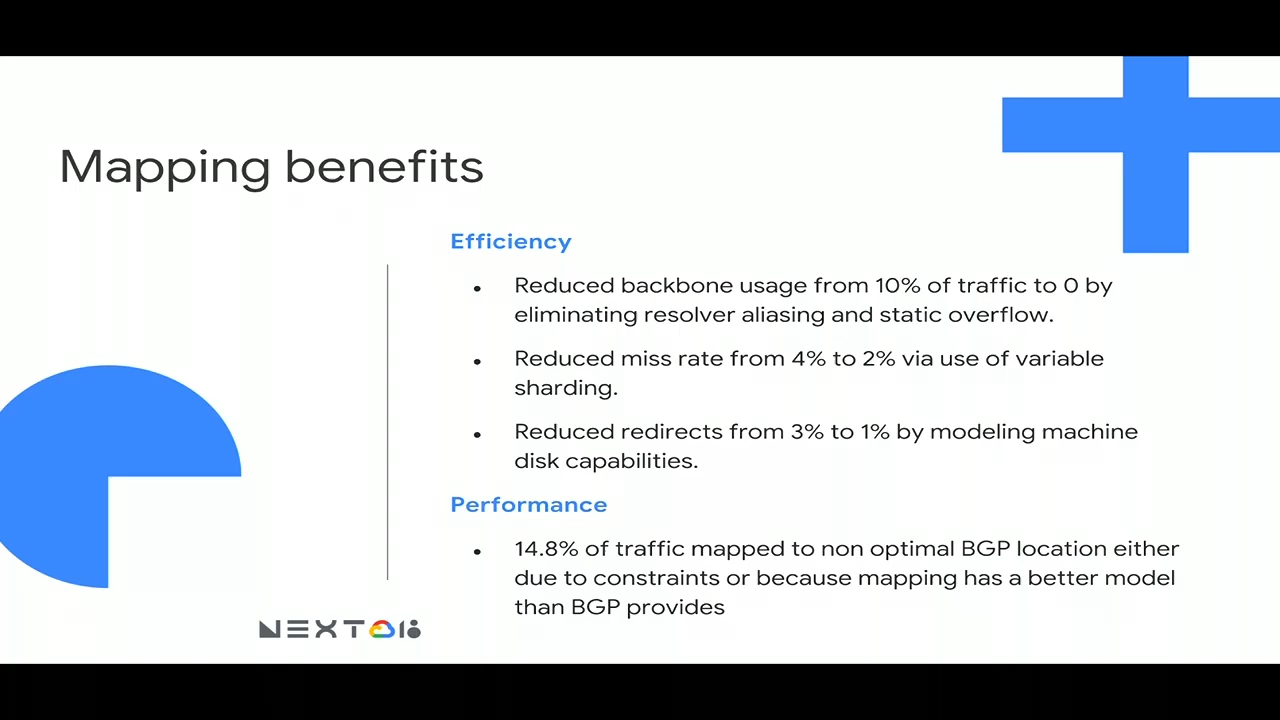 Mapping benefits
Efficiency
• Reduced backbone usage from 10% of traffic to 0 by
eliminating resolver aliasing and static overflow.
• Reduced miss rate from 4% to 2% via use of variable
sharding.
• Reduced redirects from 3% to 1% by modeling machine
disk capabilities.
Performance
• 14.8% of traffic mapped to non optimal BGP location either
due to constraints or because mapping has a better model
than BGP provides
NEXT 18